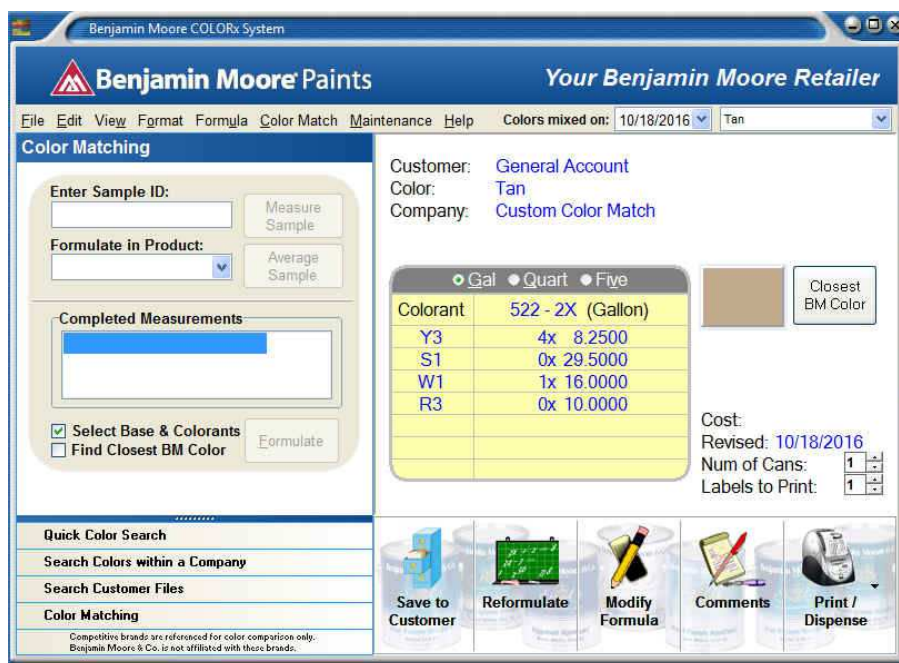 Benjamin Moore COLORx System
Benjamin Moore Paints
Your Benjamin Moore Retailer
File Edit View Format Formula Color Match Maintenance Help
Colors mixed on: 10/18/2016 Tan
Color Matching
Enter Sample ID:
Measure
Sample
Formulate in Product:
Average
Sample
Completed Measurements
Select Base & Colorants
Find Closest BM Color
Formulate
Quick Color Search
Search Colors within a Company
Search Customer Files
Color Matching
Competitive brands are referenced for color comparison only.
Benjamin Moore & Co. is not affiliated with these brands.
Customer: General Account
Color: Tan
Company: Custom Color Match
Gal Quart Five
Colorant 522 - 2X (Gallon)
Y3 4x 8.2500
S1 0x 29.5000
W1 1x 16.0000
R3 0x 10.0000
Closest
BM Color
Cost:
Revised: 10/18/2016
Num of Cans: 1
Labels to Print: 1
Save to
Customer
Reformulate
Modify
Formula
Comments
Print /
Dispense